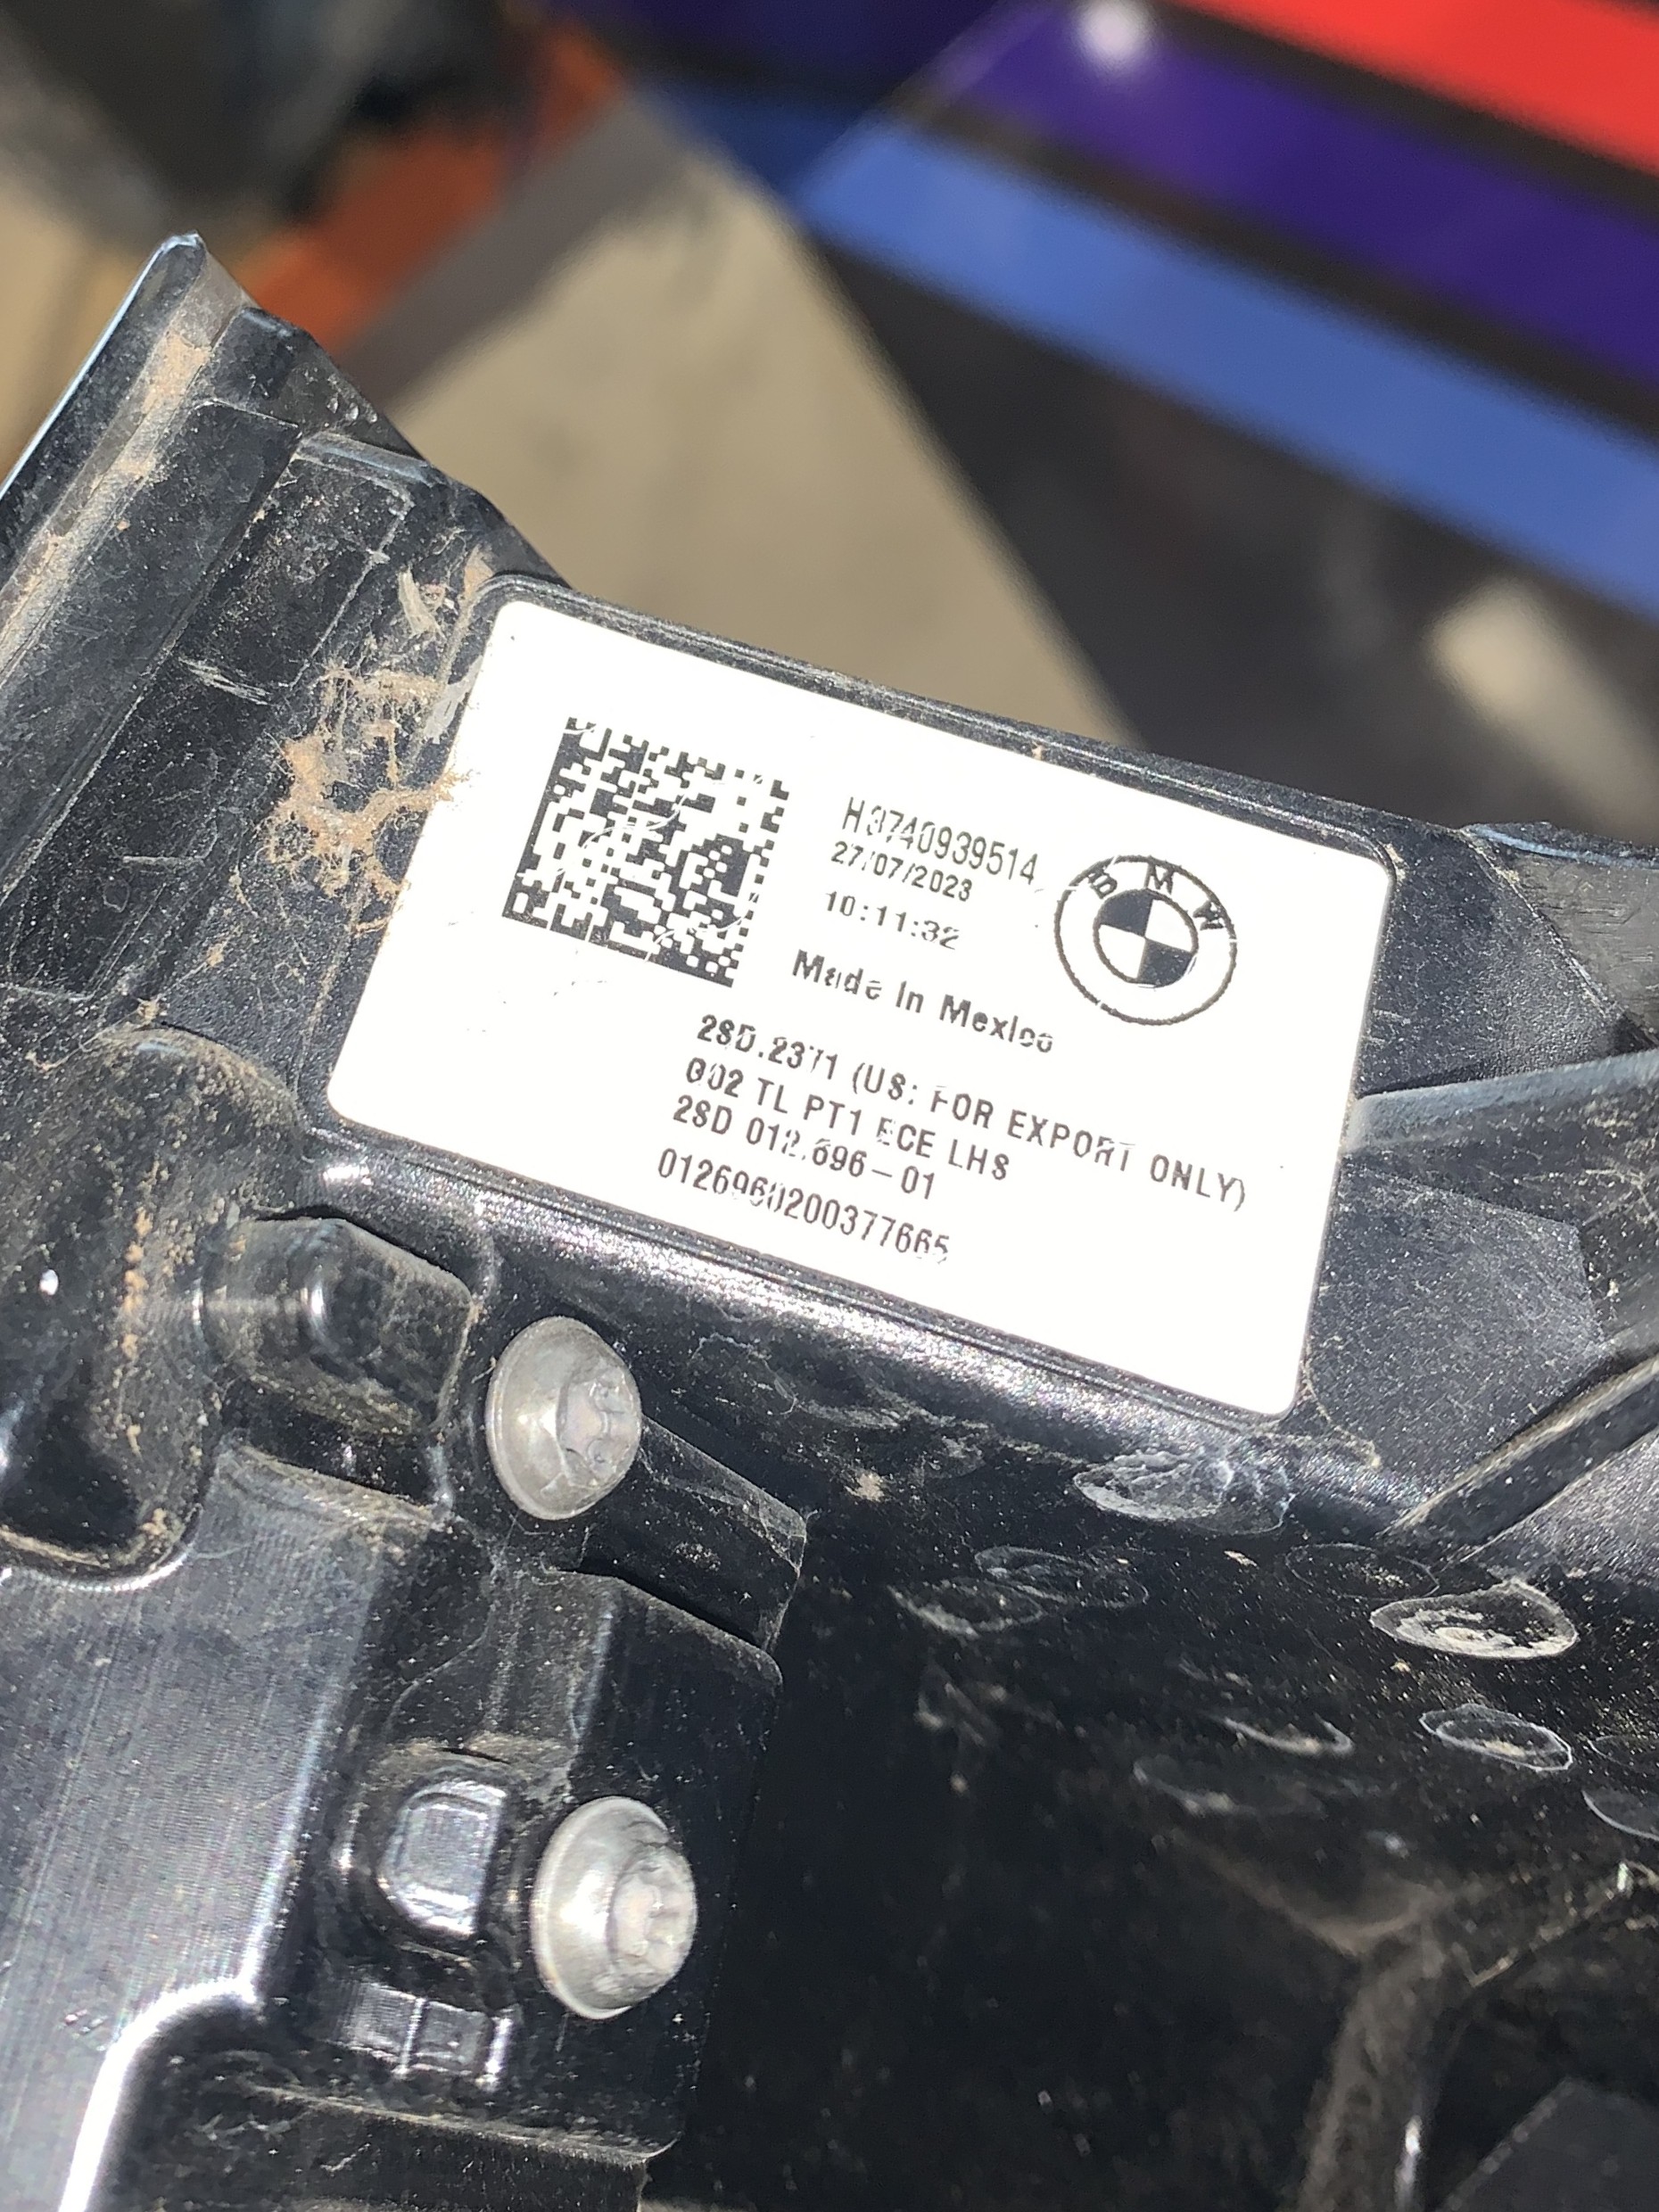 H3740939514
27/07/2023
10:11:32
BMW
Made In Mexico
2SD.2371 (US: FOR EXPORT ONLY)
G02 TL PT1 ECE LHS
2SD 012.696-01
0126960200377665